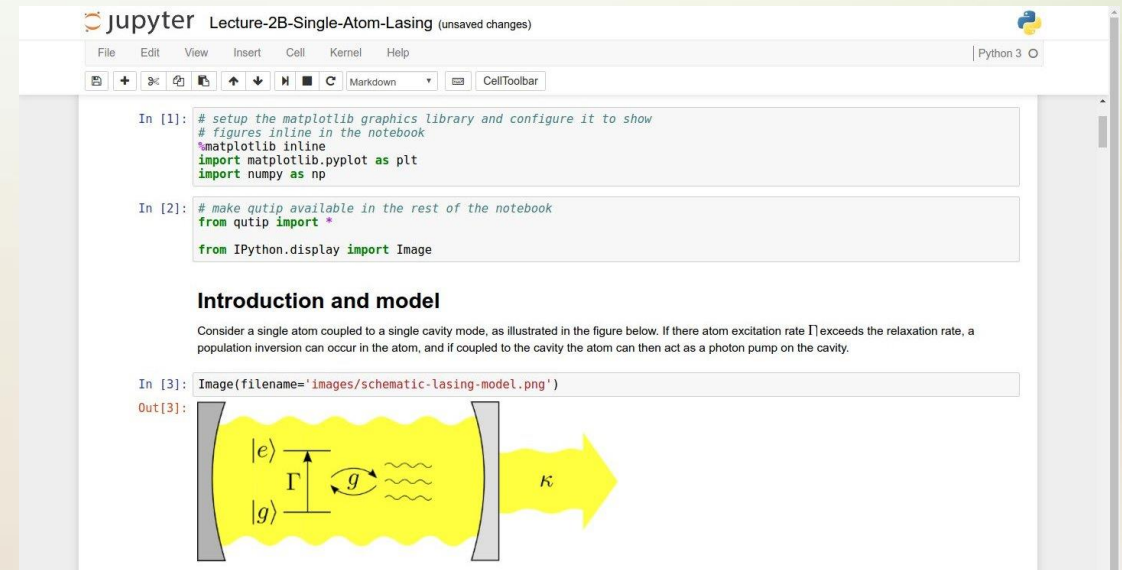 jupyter Lecture-2B-Single-Atom-Lasing (unsaved changes)
File Edit View Insert Cell Kernel Help Python 3
Markdown CellToolbar
In [1]: # setup the matplotlib graphics library and configure it to show
# figures inline in the notebook
%matplotlib inline
import matplotlib.pyplot as plt
import numpy as np
In [2]: # make qutip available in the rest of the notebook
from qutip import *
from IPython.display import Image
Introduction and model
Consider a single atom coupled to a single cavity mode, as illustrated in the figure below. If there atom excitation rate Γ exceeds the relaxation rate, a
population inversion can occur in the atom, and if coupled to the cavity the atom can then act as a photon pump on the cavity.
In [3]: Image(filename='images/schematic-lasing-model.png')
Out[3]:
|e⟩
Γ g κ
|g⟩